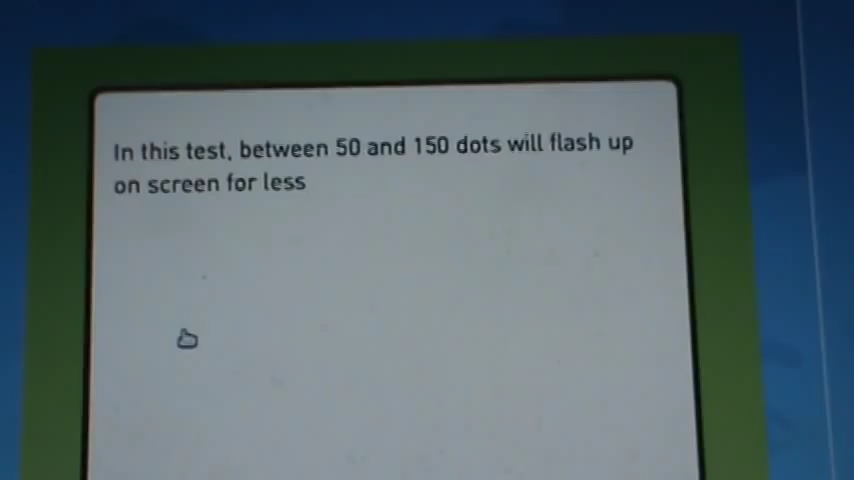 In this test, between 50 and 150 dots will flash up
on screen for less